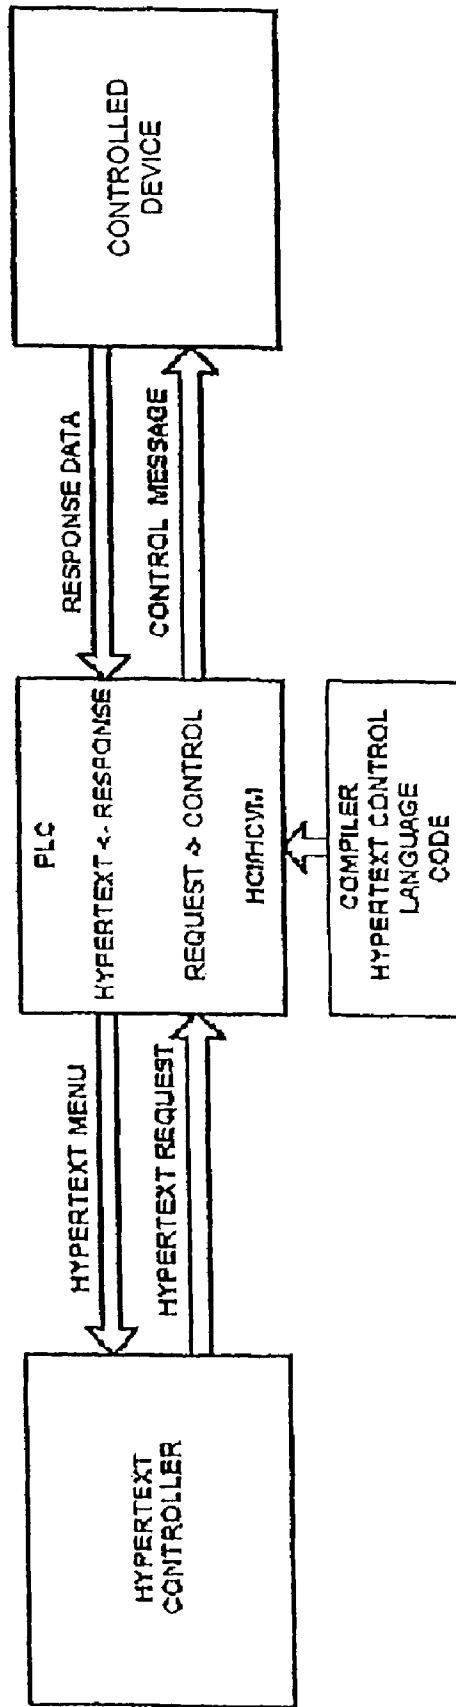 HYPERTEXT
CONTROLLER
HYPERTEXT MENU
HYPERTEXT REQUEST
PLC
HYPERTEXT <- RESPONSE
REQUEST -> CONTROL
COMPILER
HYPERTEXT CONTROL
LANGUAGE
CODE
RESPONSE DATA
CONTROL MESSAGE
CONTROLLED
DEVICE